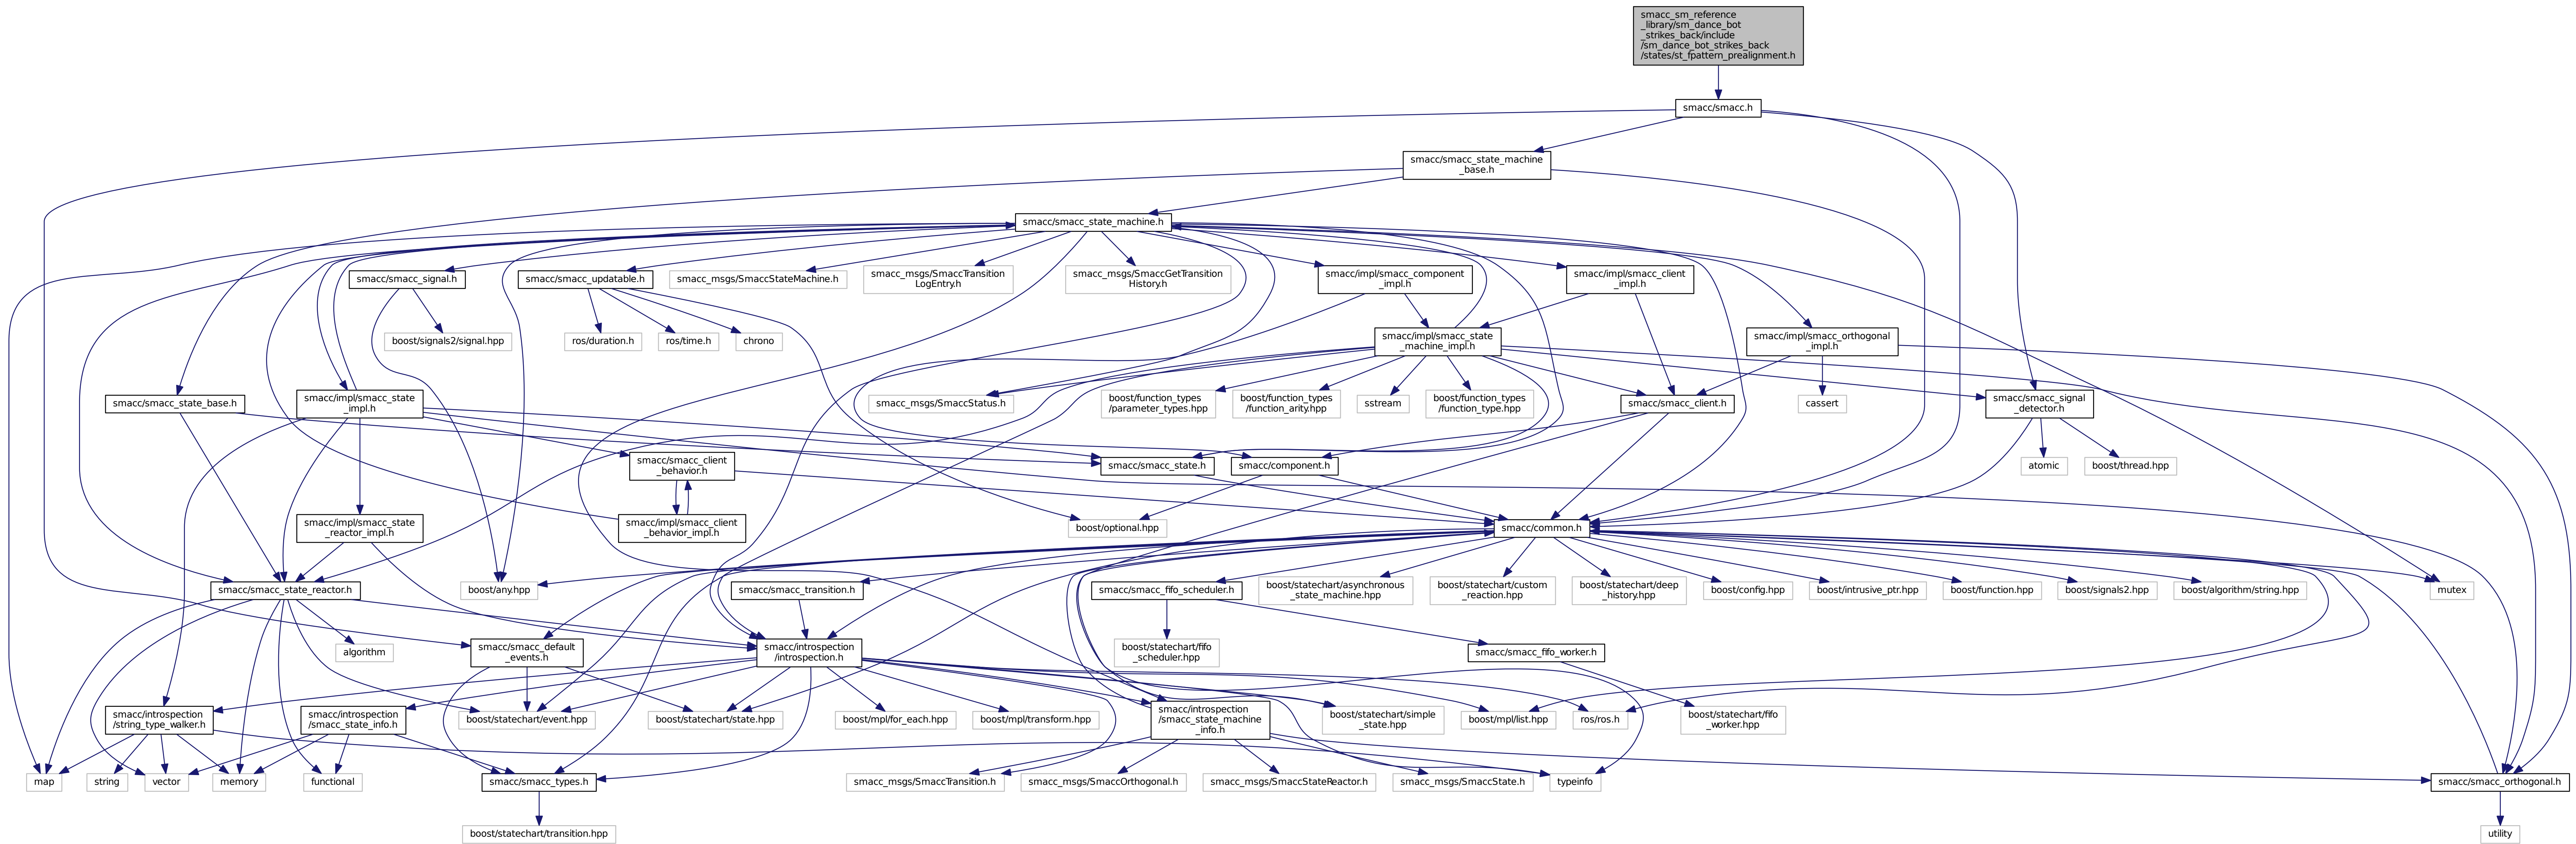 smacc_sm_reference
_library/sm_dance_bot
_strikes_back/include
/sm_dance_bot_strikes_back
/states/st_fpattern_prealignment.h
smacc/smacc.h
smacc/smacc_state_machine
_base.h
smacc/smacc_state_machine.h
smacc/smacc_signal.h
smacc/smacc_updatable.h
smacc_msgs/SmaccStateMachine.h
smacc_msgs/SmaccTransition
LogEntry.h
smacc_msgs/SmaccGetTransition
History.h
smacc/impl/smacc_component
_impl.h
smacc/impl/smacc_client
_impl.h
boost/signals2/signal.hpp
ros/duration.h
ros/time.h
chrono
smacc/impl/smacc_state
_machine_impl.h
smacc/impl/smacc_orthogonal
_impl.h
smacc/smacc_state_base.h
smacc/impl/smacc_state
_impl.h
smacc_msgs/SmaccStatus.h
boost/function_types
/parameter_types.hpp
boost/function_types
/function_arity.hpp
sstream
boost/function_types
/function_type.hpp
smacc/smacc_client.h
cassert
smacc/smacc_signal
_detector.h
smacc/smacc_client
_behavior.h
smacc/smacc_state.h
smacc/component.h
atomic
boost/thread.hpp
smacc/impl/smacc_state
_reactor_impl.h
smacc/impl/smacc_client
_behavior_impl.h
boost/optional.hpp
smacc/common.h
smacc/smacc_state_reactor.h
boost/any.hpp
smacc/smacc_transition.h
smacc/smacc_fifo_scheduler.h
boost/statechart/asynchronous
_state_machine.hpp
boost/statechart/custom
_reaction.hpp
boost/statechart/deep
_history.hpp
boost/config.hpp
boost/intrusive_ptr.hpp
boost/function.hpp
boost/signals2.hpp
boost/algorithm/string.hpp
mutex
algorithm
smacc/smacc_default
_events.h
smacc/introspection
/introspection.h
boost/statechart/fifo
_scheduler.hpp
smacc/smacc_fifo_worker.h
smacc/introspection
/string_type_walker.h
smacc/introspection
/smacc_state_info.h
boost/statechart/event.hpp
boost/statechart/state.hpp
boost/mpl/for_each.hpp
boost/mpl/transform.hpp
smacc/introspection
/smacc_state_machine
_info.h
boost/statechart/simple
_state.hpp
boost/mpl/list.hpp
ros/ros.h
boost/statechart/fifo
_worker.hpp
map
string
vector
memory
functional
smacc/smacc_types.h
smacc_msgs/SmaccTransition.h
smacc_msgs/SmaccOrthogonal.h
smacc_msgs/SmaccStateReactor.h
smacc_msgs/SmaccState.h
typeinfo
smacc/smacc_orthogonal.h
boost/statechart/transition.hpp
utility